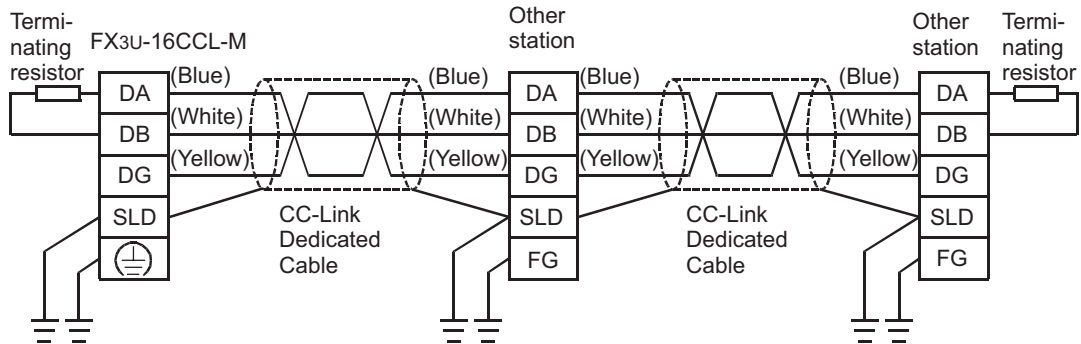 Termi-
nating
resistor
FX3U-16CCL-M
DA
DB
DG
SLD
(Blue)
(White)
(Yellow)
CC-Link
Dedicated
Cable
(Blue)
(White)
(Yellow)
Other
station
DA
DB
DG
SLD
FG
(Blue)
(White)
(Yellow)
CC-Link
Dedicated
Cable
(Blue)
(White)
(Yellow)
Other
station
DA
DB
DG
SLD
FG
Termi-
nating
resistor